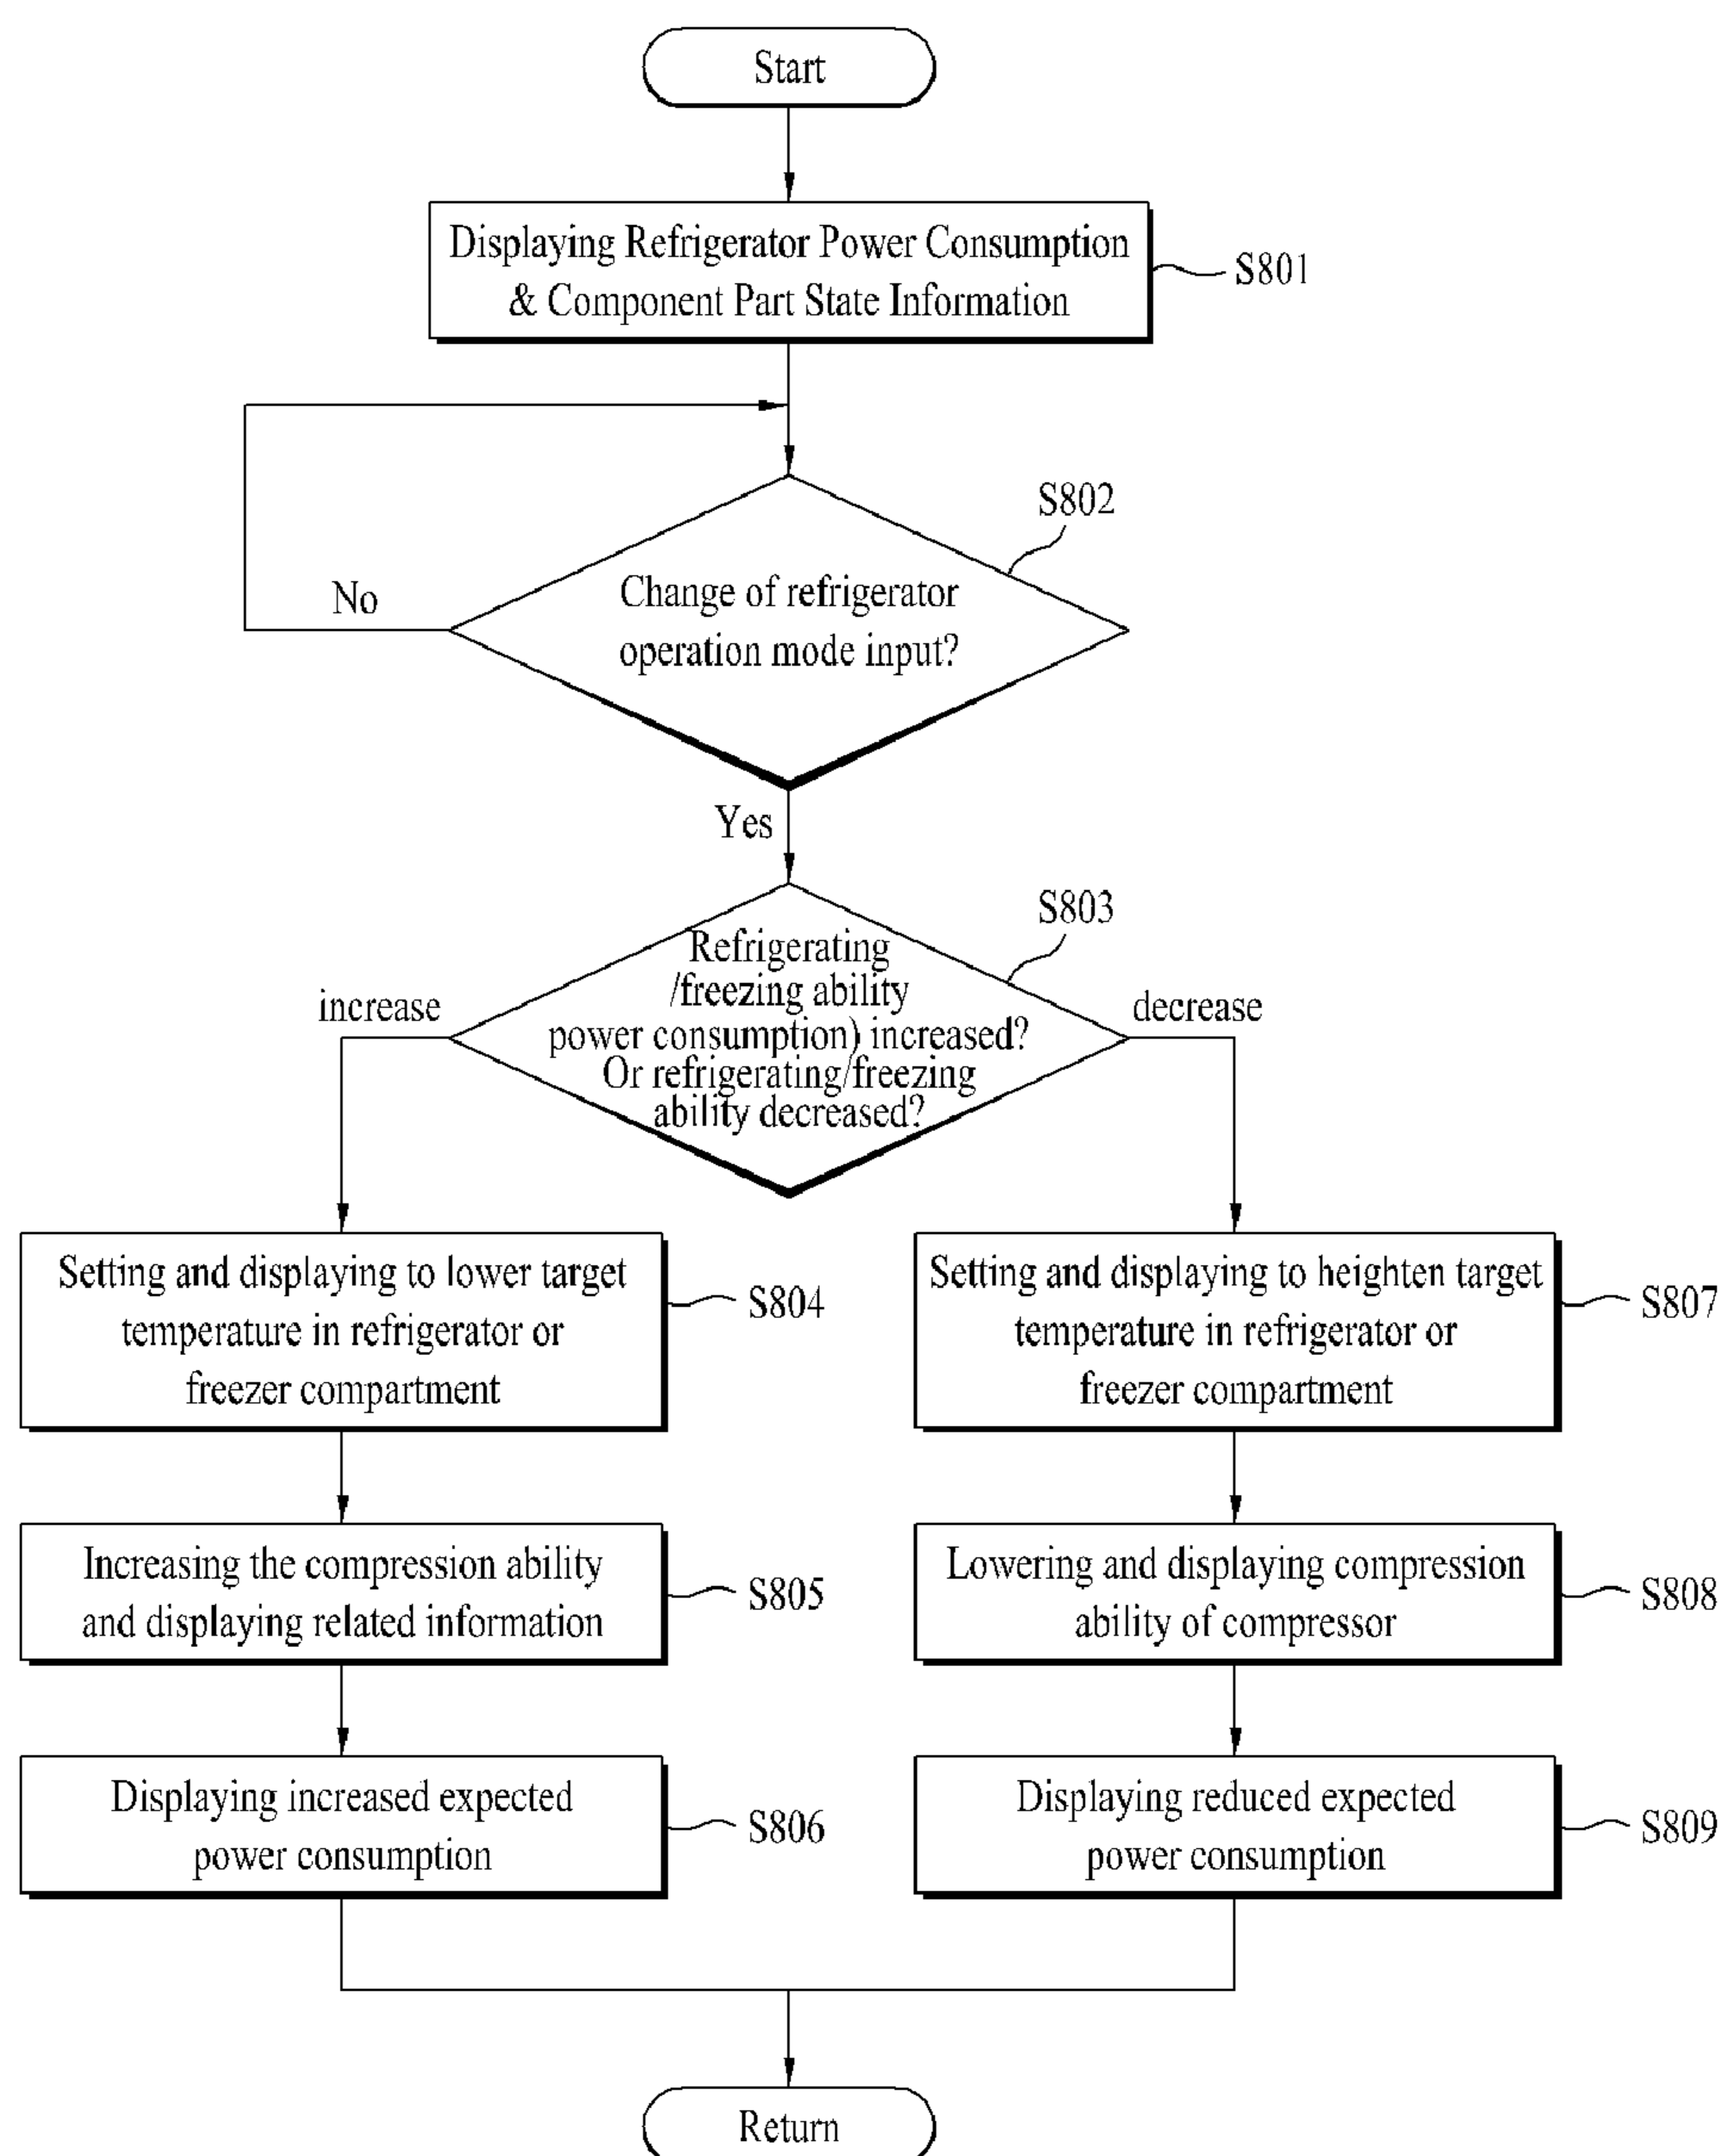 Start
Displaying Refrigerator Power Consumption
& Component Part State Information
S801
S802
Change of refrigerator
operation mode input?
No
Yes
S803
Refrigerating
/freezing ability
power consumption) increased?
Or refrigerating/freezing
ability decreased?
increase
decrease
Setting and displaying to lower target
temperature in refrigerator or
freezer compartment
S804
Setting and displaying to heighten target
temperature in refrigerator or
freezer compartment
S807
Increasing the compression ability
and displaying related information
S805
Lowering and displaying compression
ability of compressor
S808
Displaying increased expected
power consumption
S806
Displaying reduced expected
power consumption
S809
Return